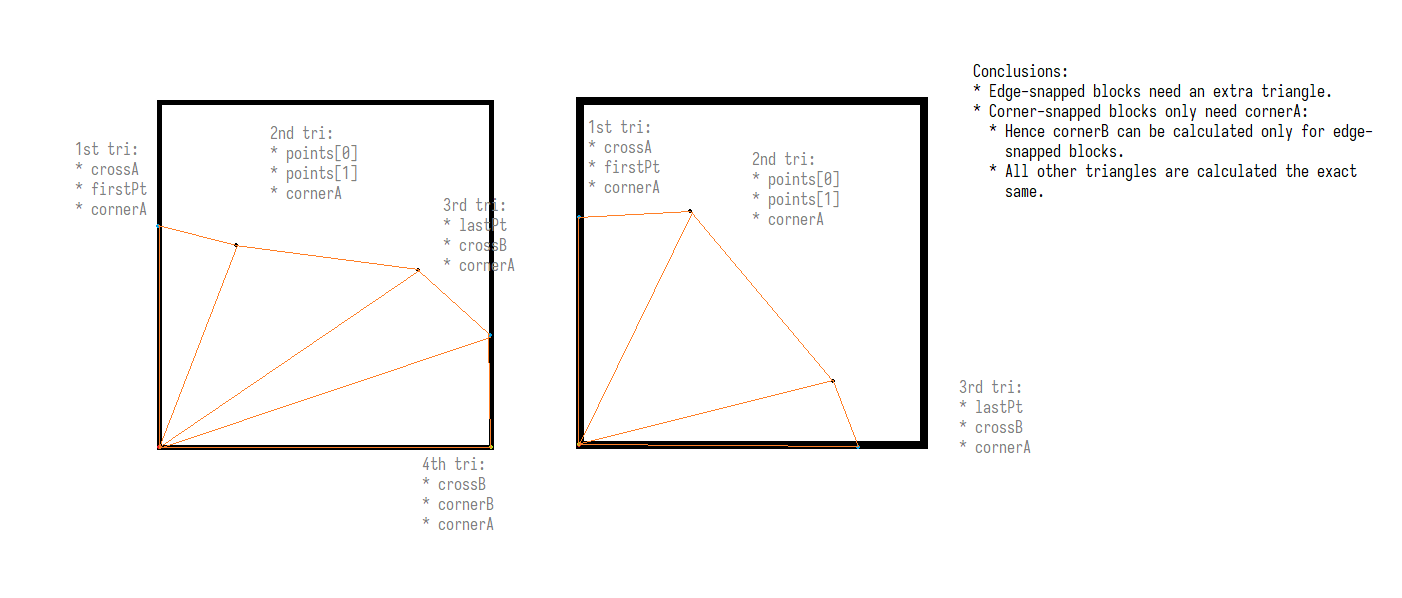 1st tri:
* crossA
* firstPt
* cornerA
2nd tri:
* points[0]
* points[1]
* cornerA
3rd tri:
* lastPt
* crossB
* cornerA
4th tri:
* crossB
* cornerB
* cornerA
1st tri:
* crossA
* firstPt
* cornerA
2nd tri:
* points[0]
* points[1]
* cornerA
3rd tri:
* lastPt
* crossB
* cornerA
Conclusions:
* Edge-snapped blocks need an extra triangle.
* Corner-snapped blocks only need cornerA:
* Hence cornerB can be calculated only for edge-
snapped blocks.
* All other triangles are calculated the exact
same.